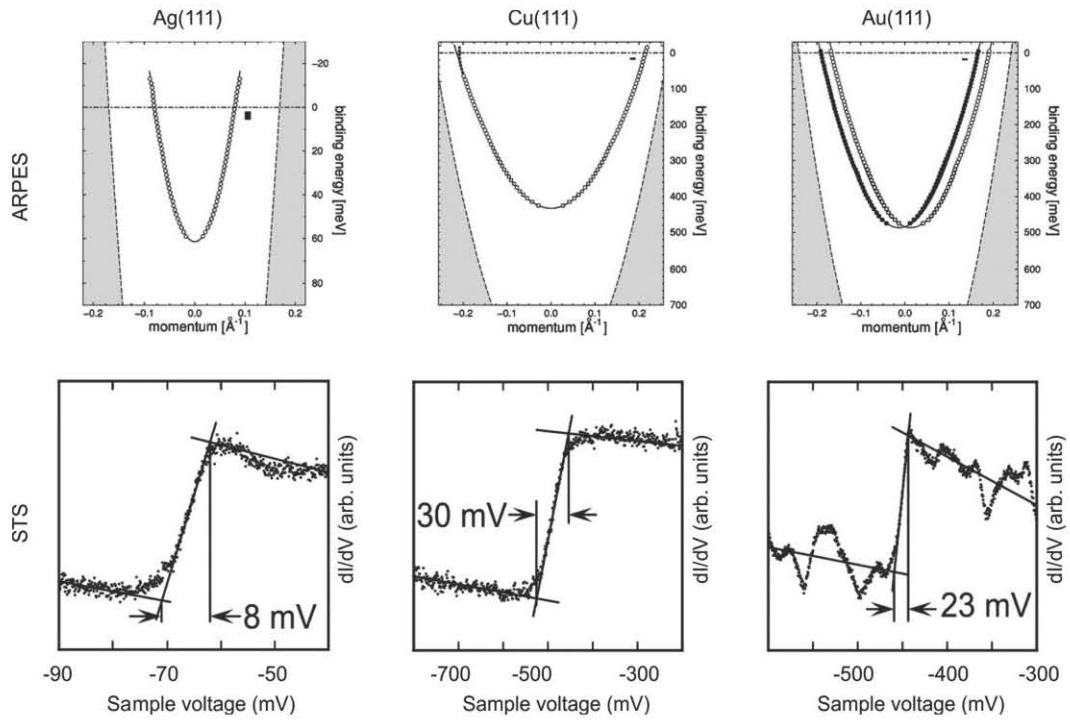 Ag(111)
Cu(111)
Au(111)
ARPES
-20
0
20
40
60
80
binding energy [meV]
-0.2 -0.1 0.0 0.1 0.2
momentum [Å⁻¹]
0
100
200
300
400
500
600
700
binding energy [meV]
-0.2 -0.1 0.0 0.1 0.2
momentum [Å⁻¹]
0
100
200
300
400
500
600
700
binding energy [meV]
-0.2 -0.1 0.0 0.1 0.2
momentum [Å⁻¹]
STS
8 mV
dI/dV (arb. units)
-90 -70 -50
Sample voltage (mV)
30 mV
dI/dV (arb. units)
-700 -500 -300
Sample voltage (mV)
23 mV
dI/dV (arb. units)
-500 -400 -300
Sample voltage (mV)